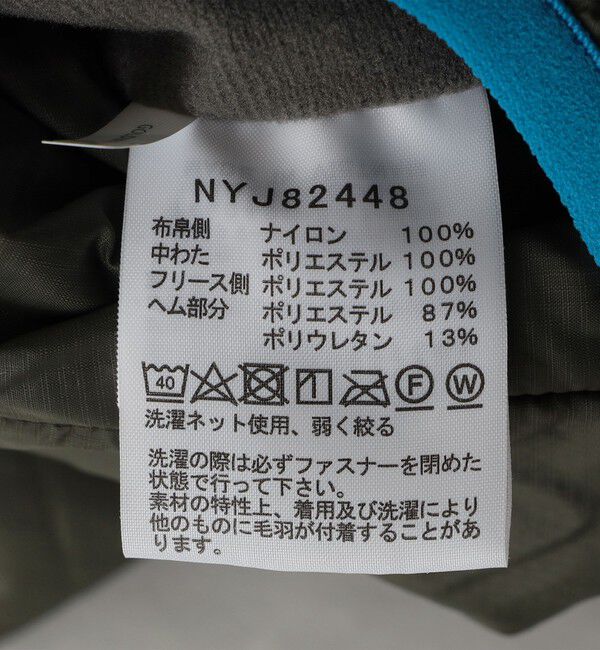 NYJ82448
布帛側 ナイロン 100%
中わた ポリエステル 100%
フリース側 ポリエステル 100%
ヘム部分 ポリエステル 87%
ポリウレタン 13%
40 F W
洗濯ネット使用、弱く絞る
洗濯の際は必ずファスナーを閉めた
状態で行って下さい。
素材の特性上、着用及び洗濯により
他のものに毛羽が付着することがあ
ります。